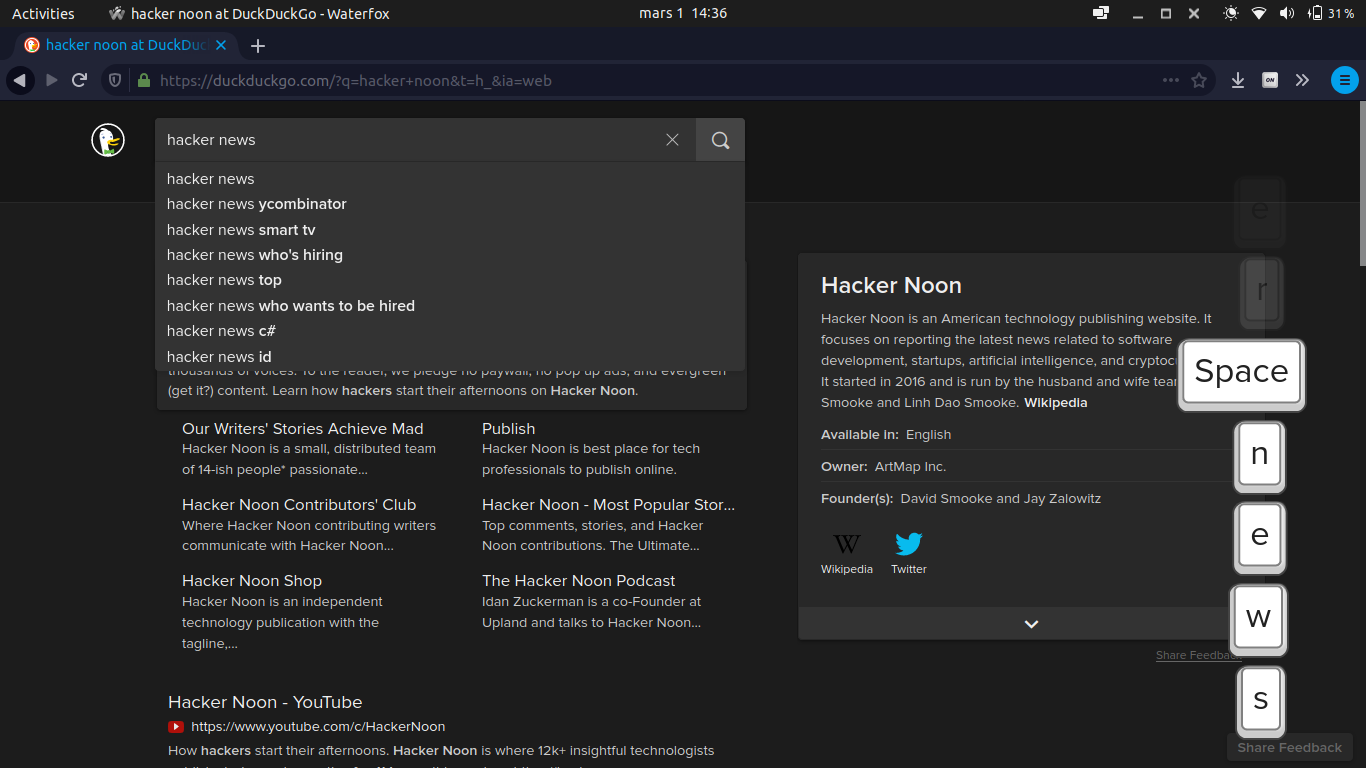 Activities
hacker noon at DuckDuckGo - Waterfox
mars 1 14:36
31 %
hacker noon at DuckDuc
https://duckduckgo.com/?q=hacker+noon&t=h_&ia=web
ON
hacker news
hacker news
hacker news ycombinator
hacker news smart tv
hacker news who's hiring
hacker news top
hacker news who wants to be hired
hacker news c#
hacker news id
thousands of voices. To the reader, we pledge no paywall, no pop up ads, and evergreen
(get it?) content. Learn how hackers start their afternoons on Hacker Noon.
Our Writers' Stories Achieve Mad
Hacker Noon is a small, distributed team
of 14-ish people* passionate...
Publish
Hacker Noon is best place for tech
professionals to publish online.
Hacker Noon Contributors' Club
Where Hacker Noon contributing writers
communicate with Hacker Noon...
Hacker Noon - Most Popular Stor...
Top comments, stories, and Hacker
Noon contributions. The Ultimate...
Hacker Noon Shop
Hacker Noon is an independent
technology publication with the
tagline,...
The Hacker Noon Podcast
Idan Zuckerman is a co-Founder at
Upland and talks to Hacker Noon...
Hacker Noon - YouTube
https://www.youtube.com/c/HackerNoon
How hackers start their afternoons. Hacker Noon is where 12k+ insightful technologists
Hacker Noon
Hacker Noon is an American technology publishing website. It
focuses on reporting the latest news related to software
development, startups, artificial intelligence, and cryptoc
It started in 2016 and is run by the husband and wife tea
Smooke and Linh Dao Smooke. Wikipedia
Available in: English
Owner: ArtMap Inc.
Founder(s): David Smooke and Jay Zalowitz
W
Wikipedia
Twitter
Share Feedback
e
r
Space
n
e
w
s
Share Feedback